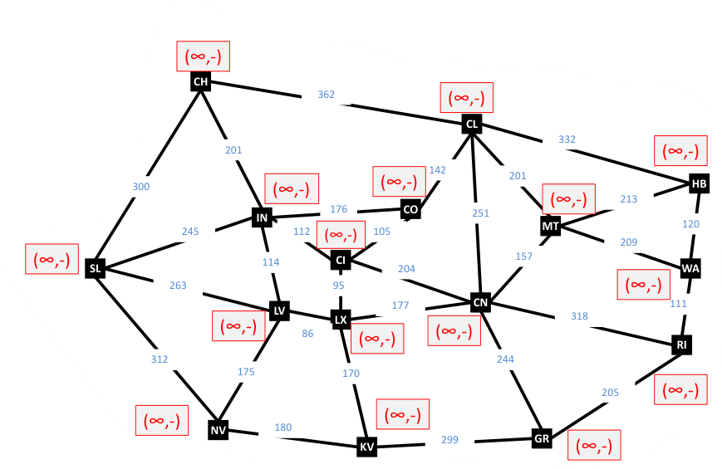 (∞,-)
CH
362
(∞,-)
CL
332
(∞,-)
HB
201
142
201
300
(∞,-)
176
(∞,-)
CO
251
(∞,-)
MT
213
120
IN
245
112
(∞,-)
105
CI
157
209
WA
(∞,-)
SL
114
204
(∞,-)
263
95
111
(∞,-)
LV
86
LX
(∞,-)
177
CN
(∞,-)
318
RI
312
175
170
244
(∞,-)
205
(∞,-)
NV
180
(∞,-)
KV
299
GR
(∞,-)